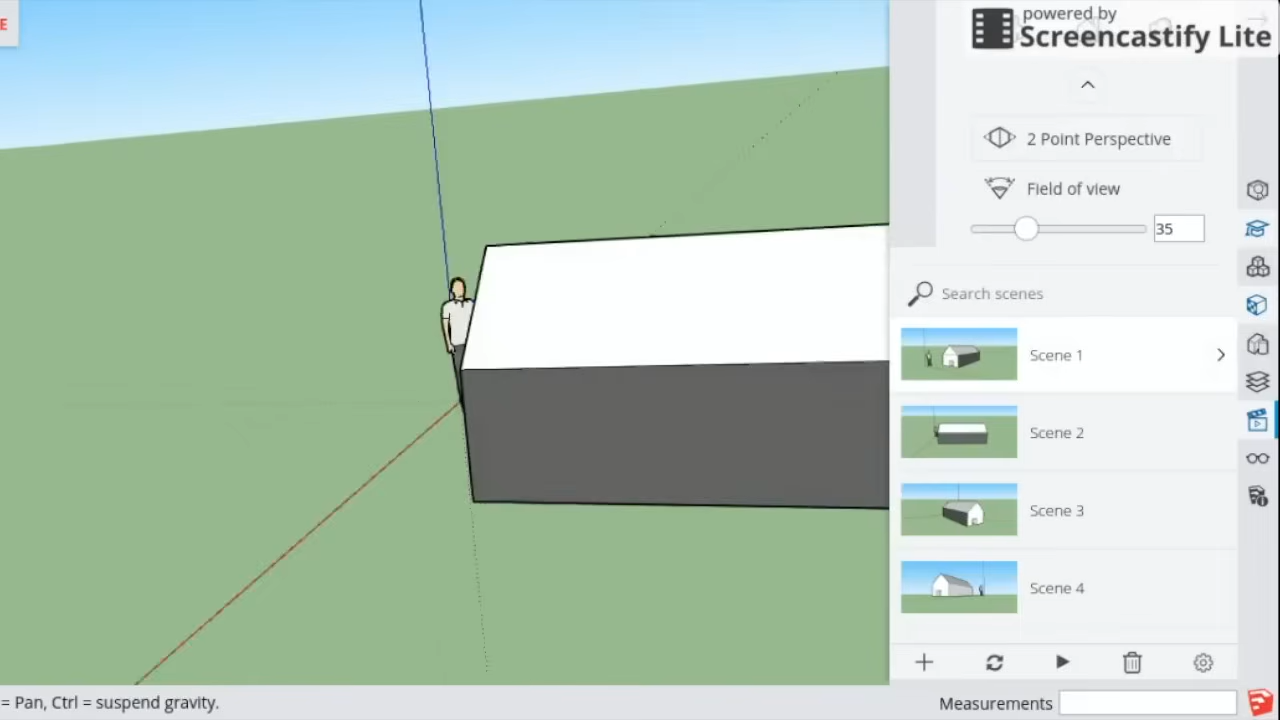 E
powered by
Screencastify Lite
2 Point Perspective
Field of view
35
Search scenes
Scene 1
Scene 2
Scene 3
Scene 4
= Pan, Ctrl = suspend gravity.
Measurements